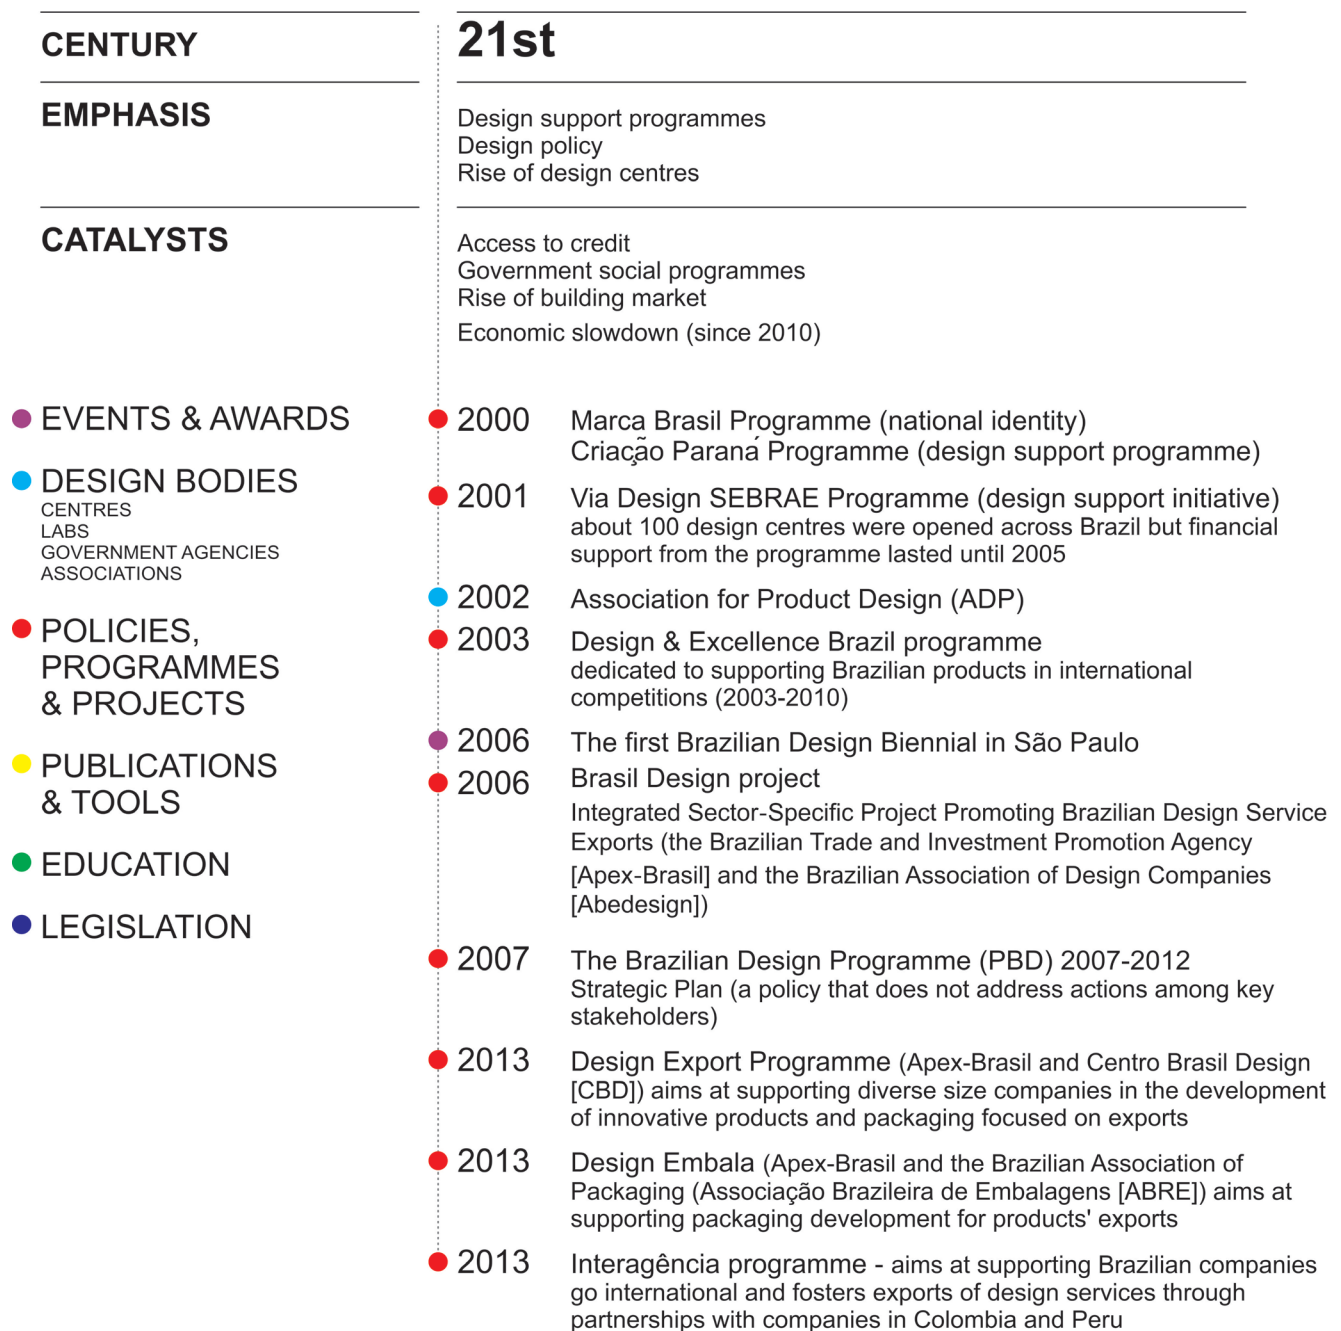 CENTURY
21st
EMPHASIS
Design support programmes
Design policy
Rise of design centres
CATALYSTS
Access to credit
Government social programmes
Rise of building market
Economic slowdown (since 2010)
EVENTS & AWARDS
DESIGN BODIES
CENTRES
LABS
GOVERNMENT AGENCIES
ASSOCIATIONS
POLICIES,
PROGRAMMES
& PROJECTS
PUBLICATIONS
& TOOLS
EDUCATION
LEGISLATION
2000 Marca Brasil Programme (national identity)
Criação Paraná Programme (design support programme)
2001 Via Design SEBRAE Programme (design support initiative)
about 100 design centres were opened across Brazil but financial
support from the programme lasted until 2005
2002 Association for Product Design (ADP)
2003 Design & Excellence Brazil programme
dedicated to supporting Brazilian products in international
competitions (2003-2010)
2006 The first Brazilian Design Biennial in São Paulo
2006 Brasil Design project
Integrated Sector-Specific Project Promoting Brazilian Design Service
Exports (the Brazilian Trade and Investment Promotion Agency
[Apex-Brasil] and the Brazilian Association of Design Companies
[Abedesign])
2007 The Brazilian Design Programme (PBD) 2007-2012
Strategic Plan (a policy that does not address actions among key
stakeholders)
2013 Design Export Programme (Apex-Brasil and Centro Brasil Design
[CBD]) aims at supporting diverse size companies in the development
of innovative products and packaging focused on exports
2013 Design Embala (Apex-Brasil and the Brazilian Association of
Packaging (Associação Brazileira de Embalagens [ABRE]) aims at
supporting packaging development for products' exports
2013 Interagência programme - aims at supporting Brazilian companies
go international and fosters exports of design services through
partnerships with companies in Colombia and Peru